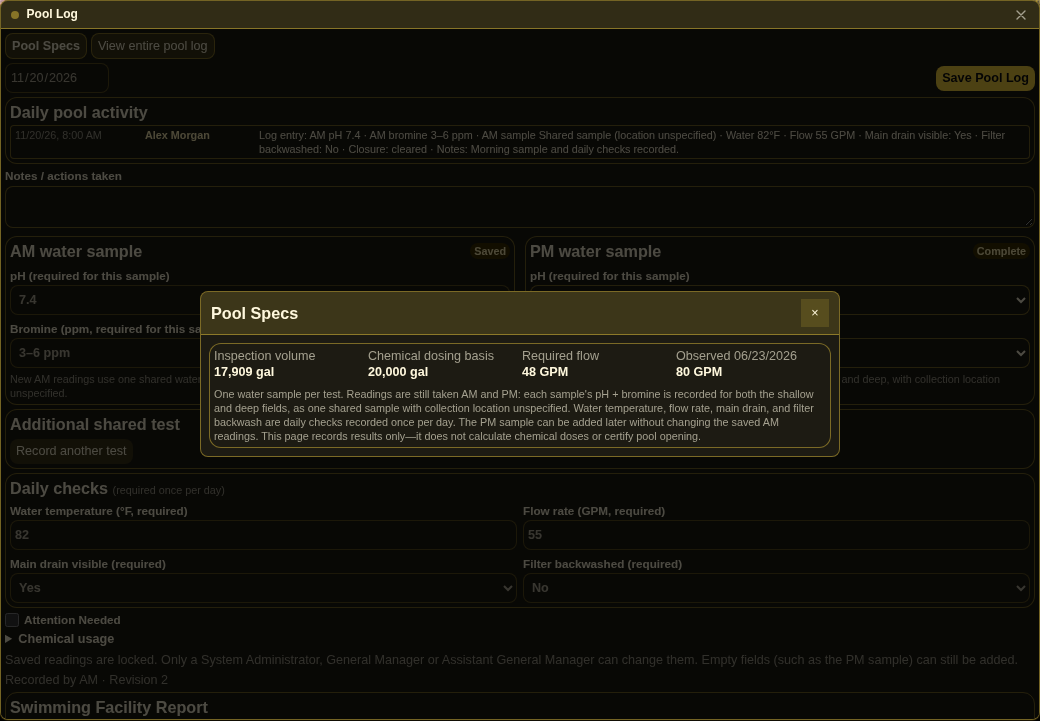 Pool Log
Pool Specs
View entire pool log
11/20/2026
Save Pool Log
Daily pool activity
11/20/26, 8:00 AM
Alex Morgan
Log entry: AM pH 7.4 · AM bromine 3–6 ppm · AM sample Shared sample (location unspecified) · Water 82°F · Flow 55 GPM · Main drain visible: Yes · Filter
backwashed: No · Closure: cleared · Notes: Morning sample and daily checks recorded.
Notes / actions taken
AM water sample
Saved
pH (required for this sample)
7.4
Bromine (ppm, required for this sa
3–6 ppm
New AM readings use one shared water
unspecified.
PM water sample
Complete
pH (required for this sample)
and deep, with collection location
Pool Specs
×
Inspection volume
17,909 gal
Chemical dosing basis
20,000 gal
Required flow
48 GPM
Observed 06/23/2026
80 GPM
One water sample per test. Readings are still taken AM and PM: each sample's pH + bromine is recorded for both the shallow
and deep fields, as one shared sample with collection location unspecified. Water temperature, flow rate, main drain, and filter
backwash are daily checks recorded once per day. The PM sample can be added later without changing the saved AM
readings. This page records results only—it does not calculate chemical doses or certify pool opening.
Additional shared test
Record another test
Daily checks (required once per day)
Water temperature (°F, required)
82
Flow rate (GPM, required)
55
Main drain visible (required)
Yes
Filter backwashed (required)
No
Attention Needed
Chemical usage
Saved readings are locked. Only a System Administrator, General Manager or Assistant General Manager can change them. Empty fields (such as the PM sample) can still be added.
Recorded by AM · Revision 2
Swimming Facility Report